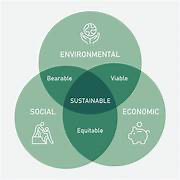 ENVIRONMENTAL
Bearable
Viable
SUSTAINABLE
SOCIAL
ECONOMIC
Equitable